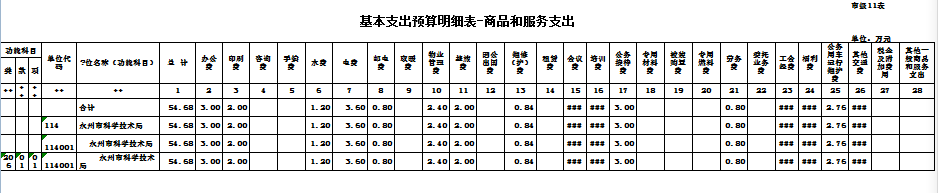 市级11表
基本支出预算明细表-商品和服务支出
单位：万元
功能科目 单位代码 ?位名称（功能科目） 总 计 办公费 印刷费 咨询费 手续费 水费 电费 邮电费 取暖费 物业管理费 差旅费 因公出国费 维修（护）费 租赁费 会议费 培训费 公务接待费 专用材料费 被装购置费 专用燃料费 劳务费 委托业务费 工会经费 福利费 公务用车运行维护费 其他交通费 税金及附加费用 其他一般商品和服务支出
类 款 项
** ** ** ** ** 1 2 3 4 5 6 7 8 9 10 11 12 13 14 15 16 17 18 19 20 21 22 23 24 25 26 27 28
合计 54.68 3.00 2.00 1.20 3.60 0.80 2.40 2.00 0.84 ### ### 3.00 0.80 ### ### 2.76 ###
114 永州市科学技术局 54.68 3.00 2.00 1.20 3.60 0.80 2.40 2.00 0.84 ### ### 3.00 0.80 ### ### 2.76 ###
114001 永州市科学技术局 54.68 3.00 2.00 1.20 3.60 0.80 2.40 2.00 0.84 ### ### 3.00 0.80 ### ### 2.76 ###
206 01 01 114001 永州市科学技术局 54.68 3.00 2.00 1.20 3.60 0.80 2.40 2.00 0.84 ### ### 3.00 0.80 ### ### 2.76 ###